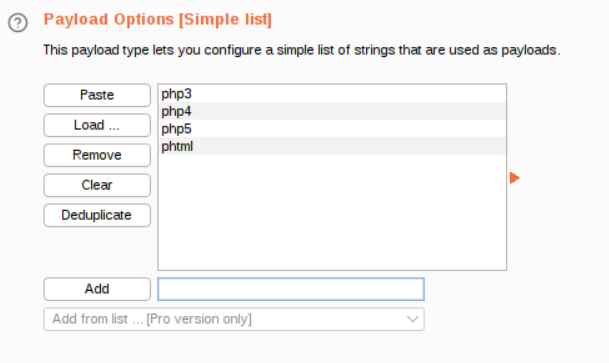 ?
Payload Options [Simple list]
This payload type lets you configure a simple list of strings that are used as payloads.
Paste
Load ...
Remove
Clear
Deduplicate
php3
php4
php5
phtml
Add
Add from list ... [Pro version only]